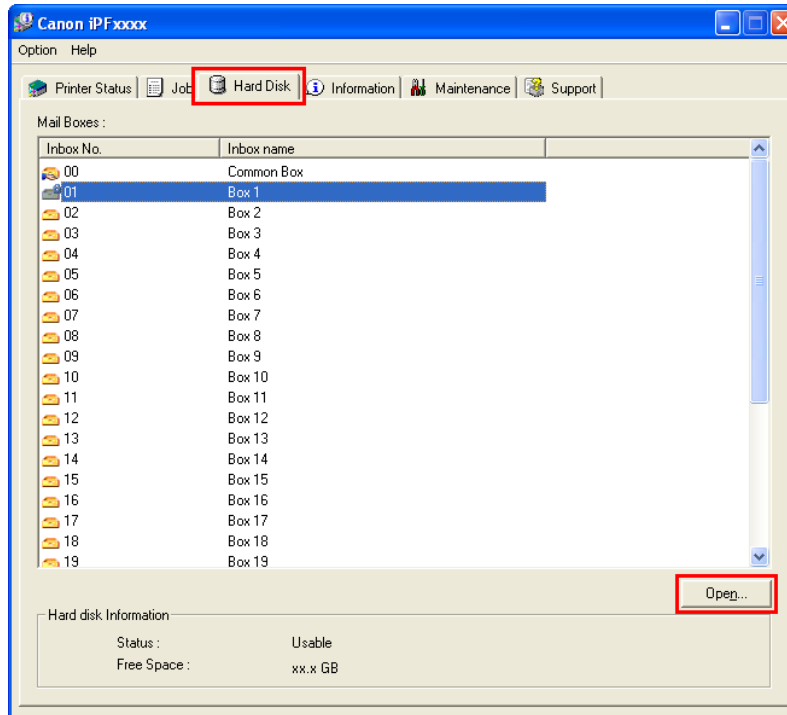 Canon iPFxxxx
Option Help
Printer Status Job Hard Disk Information Maintenance Support
Mail Boxes :
Inbox No. Inbox name
00 Common Box
01 Box 1
02 Box 2
03 Box 3
04 Box 4
05 Box 5
06 Box 6
07 Box 7
08 Box 8
09 Box 9
10 Box 10
11 Box 11
12 Box 12
13 Box 13
14 Box 14
15 Box 15
16 Box 16
17 Box 17
18 Box 18
19 Box 19
Open...
Hard disk Information
Status : Usable
Free Space : xx.x GB